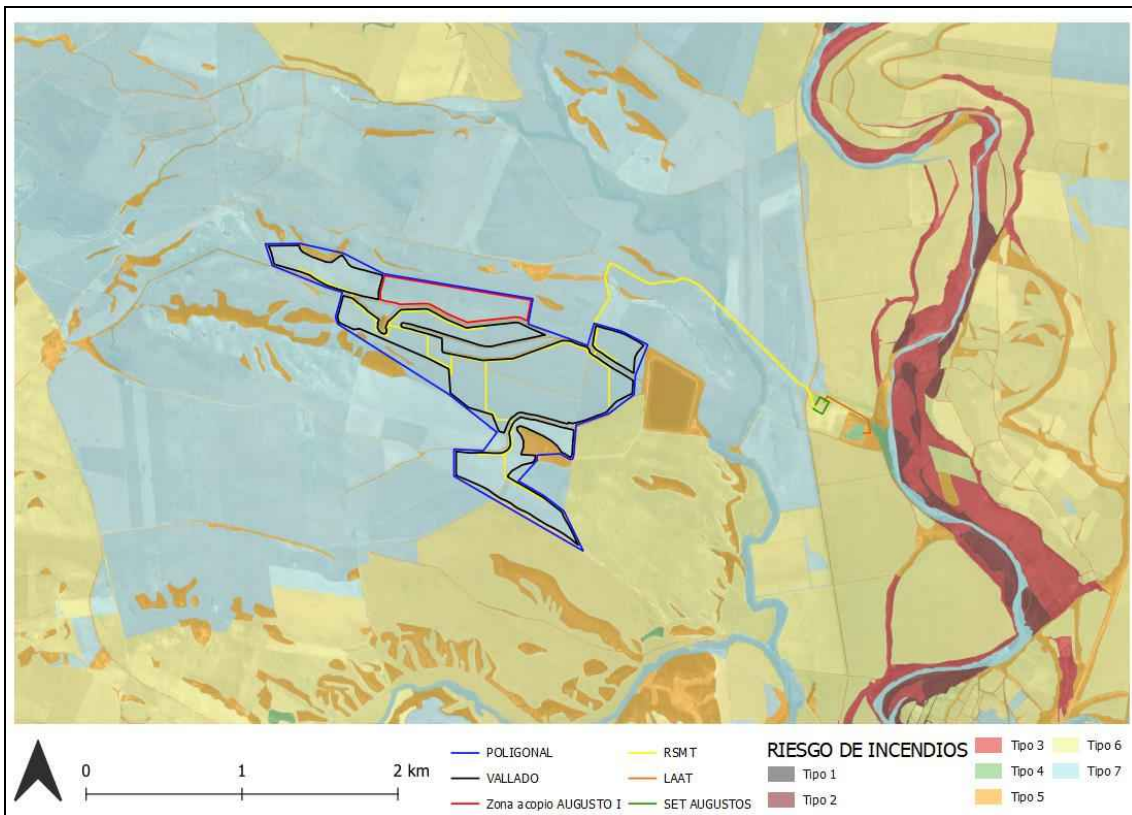 0 1 2 km
POLIGONAL
VALLADO
Zona acopio AUGUSTO I
RSMT
LAAT
SET AUGUSTOS
RIESGO DE INCENDIOS
Tipo 1
Tipo 2
Tipo 3
Tipo 4
Tipo 5
Tipo 6
Tipo 7